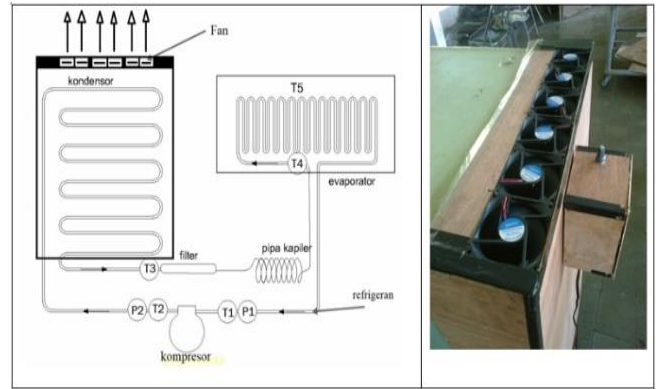 Fan
kondensor
T5
T4
evaporator
filter
pipa kapiler
T3
refrigeran
P2 T2 T1 P1
kompresor